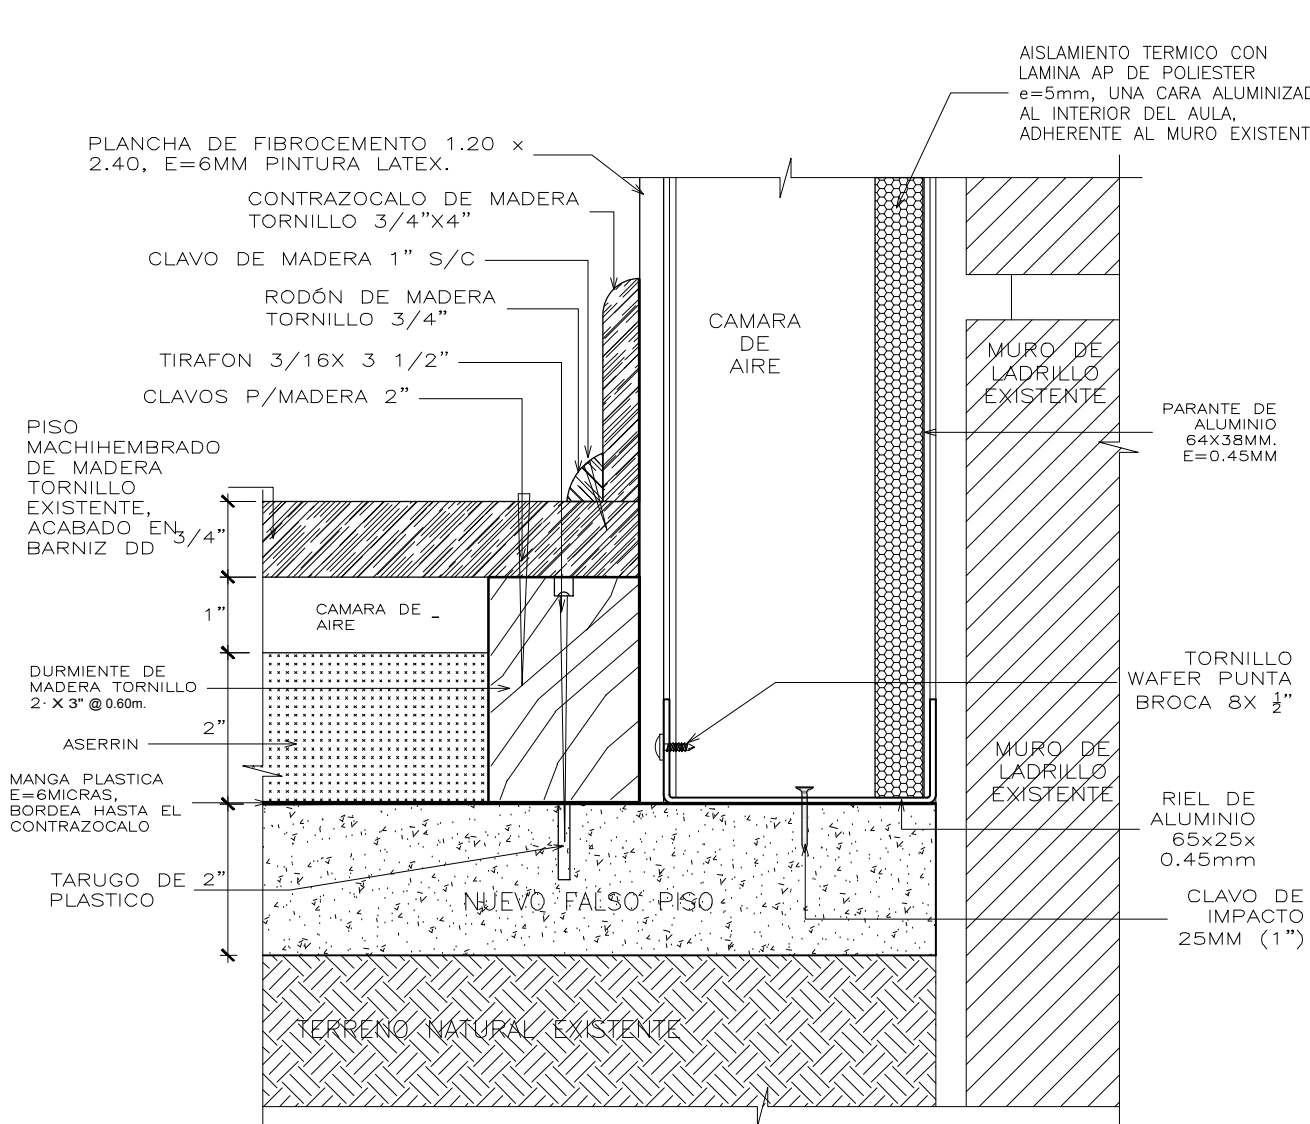 AISLAMIENTO TERMICO CON
LAMINA AP DE POLIESTER
e=5mm, UNA CARA ALUMINIZAD
AL INTERIOR DEL AULA,
ADHERENTE AL MURO EXISTENT
PLANCHA DE FIBROCEMENTO 1.20 x
2.40, E=6MM PINTURA LATEX.
CONTRAZOCALO DE MADERA
TORNILLO 3/4"X4"
CLAVO DE MADERA 1" S/C
RODÓN DE MADERA
TORNILLO 3/4"
TIRAFON 3/16X 3 1/2"
CLAVOS P/MADERA 2"
PISO
MACHIHEMBRADO
DE MADERA
TORNILLO
EXISTENTE,
ACABADO EN
BARNIZ DD
3/4"
CAMARA
DE
AIRE
MURO DE
LADRILLO
EXISTENTE
PARANTE DE
ALUMINIO
64X38MM.
E=0.45MM
1"
CAMARA DE
AIRE
DURMIENTE DE
MADERA TORNILLO
2· X 3" @ 0.60m.
2"
ASERRIN
MANGA PLASTICA
E=6MICRAS,
BORDEA HASTA EL
CONTRAZOCALO
TARUGO DE
PLASTICO
2"
NUEVO FALSO PISO
TERRENO NATURAL EXISTENTE
TORNILLO
WAFER PUNTA
BROCA 8X 1/2"
MURO DE
LADRILLO
EXISTENTE
RIEL DE
ALUMINIO
65x25x
0.45mm
CLAVO DE
IMPACTO
25MM (1")